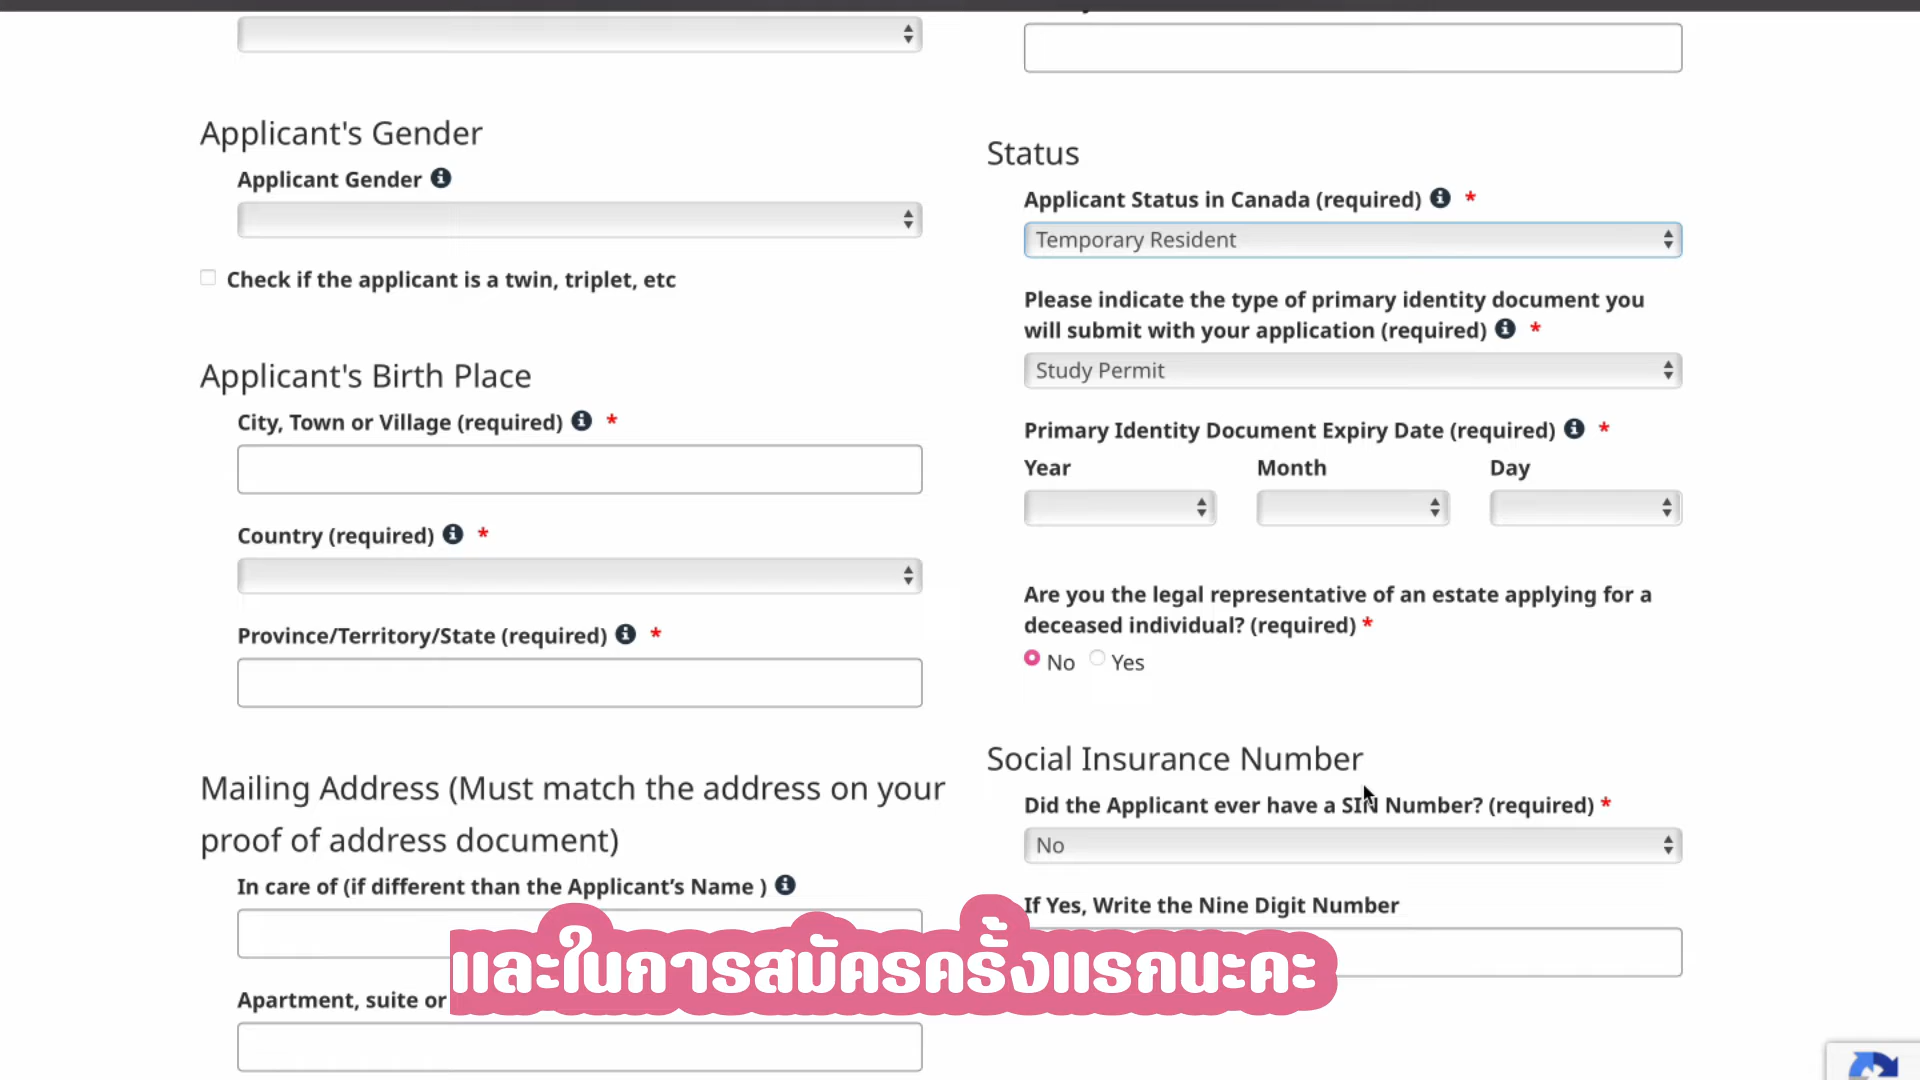 Applicant's Gender
Applicant Gender
Check if the applicant is a twin, triplet, etc
Applicant's Birth Place
City, Town or Village (required) *
Country (required) *
Province/Territory/State (required) *
Mailing Address (Must match the address on your
proof of address document)
In care of (if different than the Applicant’s Name )
Apartment, suite or
Status
Applicant Status in Canada (required) *
Temporary Resident
Please indicate the type of primary identity document you
will submit with your application (required) *
Study Permit
Primary Identity Document Expiry Date (required) *
Year Month Day
Are you the legal representative of an estate applying for a
deceased individual? (required) *
No Yes
Social Insurance Number
Did the Applicant ever have a SIN Number? (required) *
No
If Yes, Write the Nine Digit Number
และในการสมัครครั้งแรกนะคะ